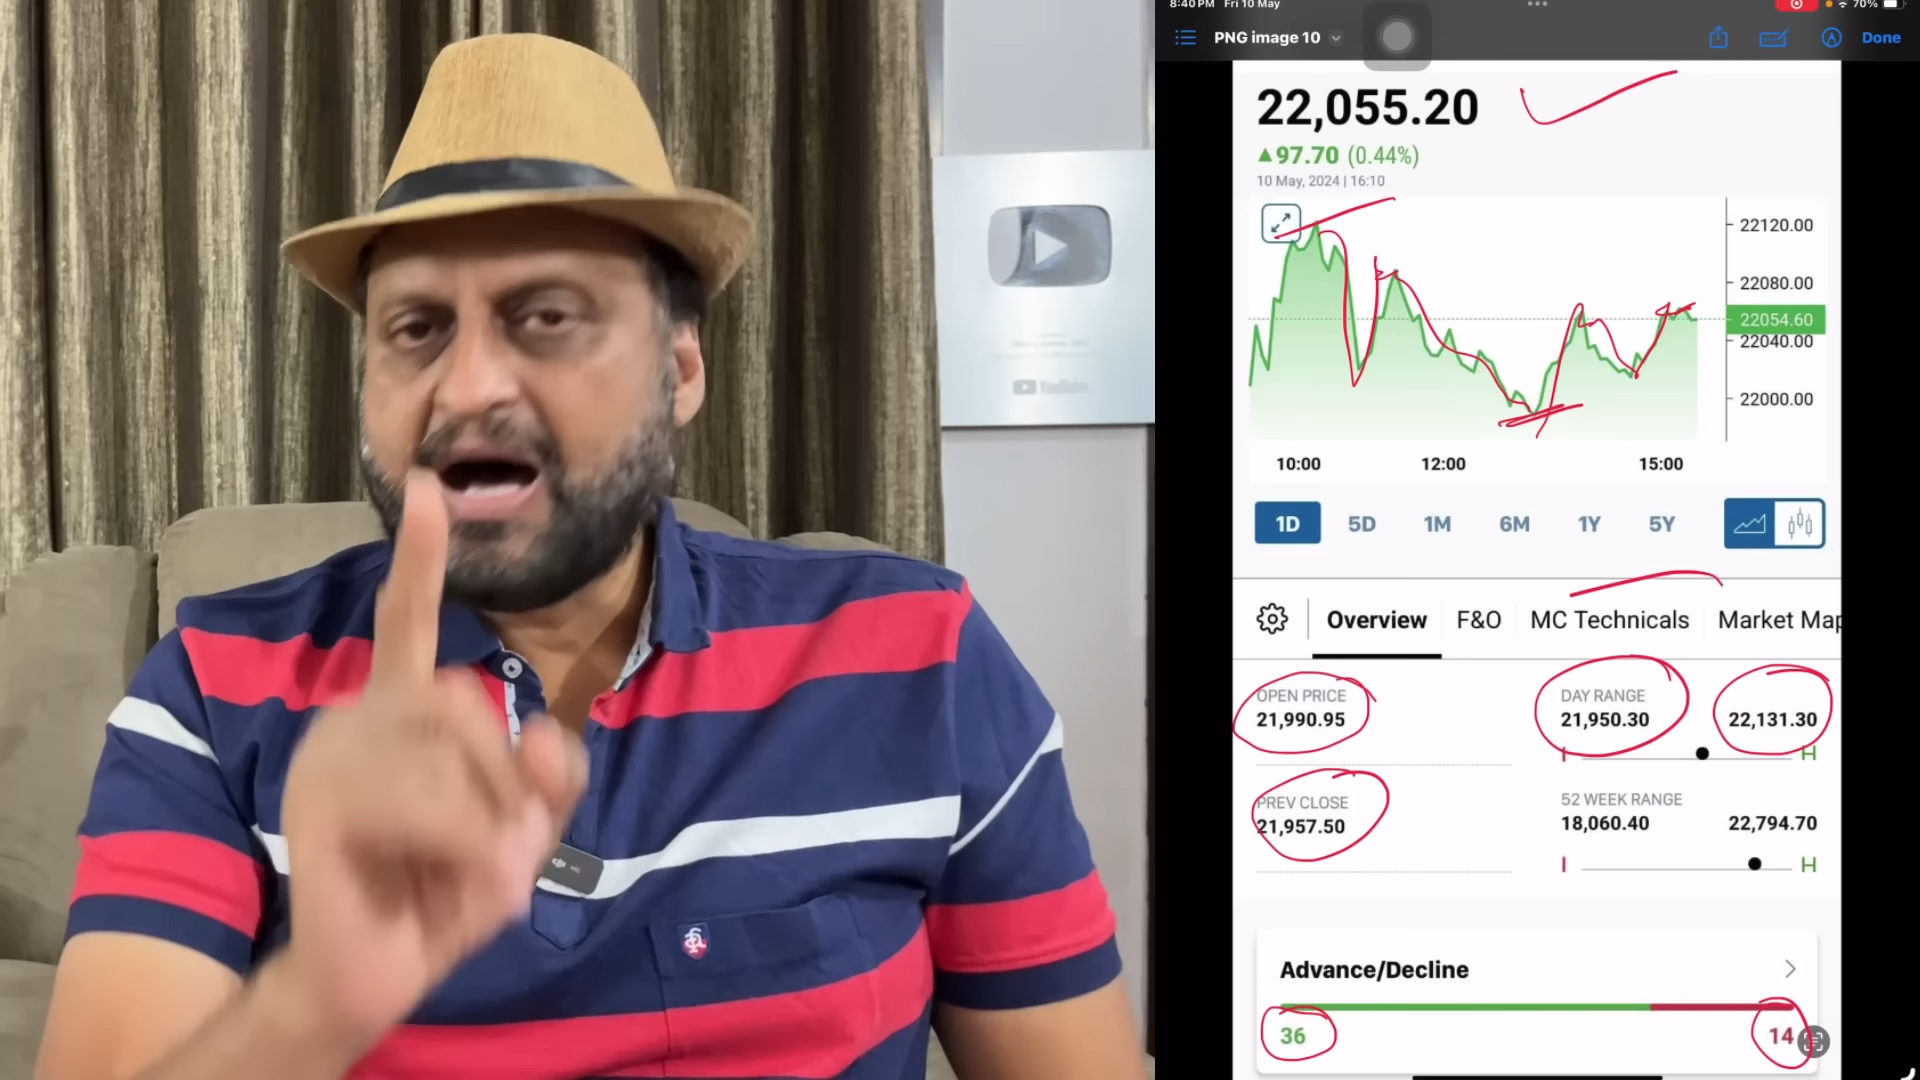 8:40 PM Fri 10 May
70%
PNG image 10
Done
22,055.20
▲97.70 (0.44%)
10 May, 2024 | 16:10
22120.00
22080.00
22054.60
22040.00
22000.00
10:00 12:00 15:00
1D 5D 1M 6M 1Y 5Y
Overview F&O MC Technicals Market Map
OPEN PRICE
21,990.95
DAY RANGE
21,950.30 22,131.30
H
PREV CLOSE
21,957.50
52 WEEK RANGE
18,060.40 22,794.70
H
Advance/Decline
36 14
YouTube